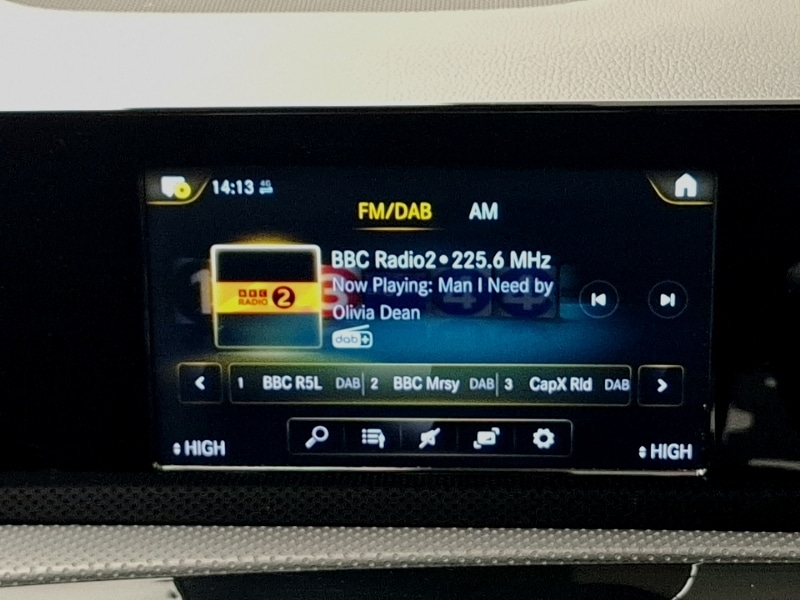 14:13 4G
FM/DAB AM
BBC Radio2•225.6 MHz
Now Playing: Man I Need by
Olivia Dean
BBC
RADIO 2
dab+
1 BBC R5L DAB 2 BBC Mrsy DAB 3 CapX Rld DAB
HIGH HIGH